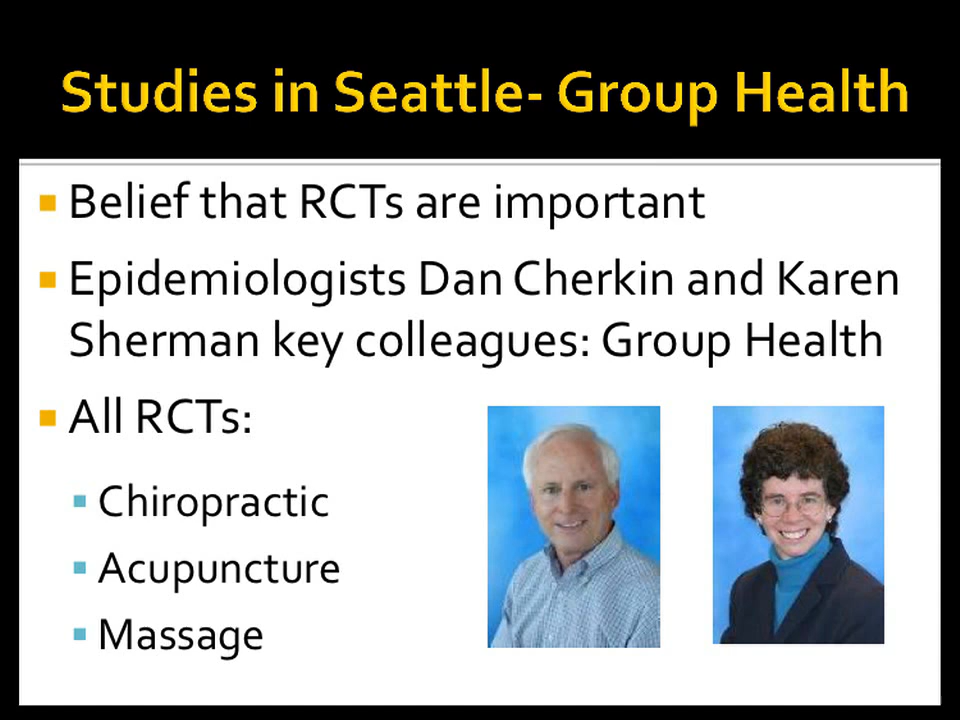 Studies in Seattle- Group Health
Belief that RCTs are important
Epidemiologists Dan Cherkin and Karen
Sherman key colleagues: Group Health
All RCTs:
Chiropractic
Acupuncture
Massage